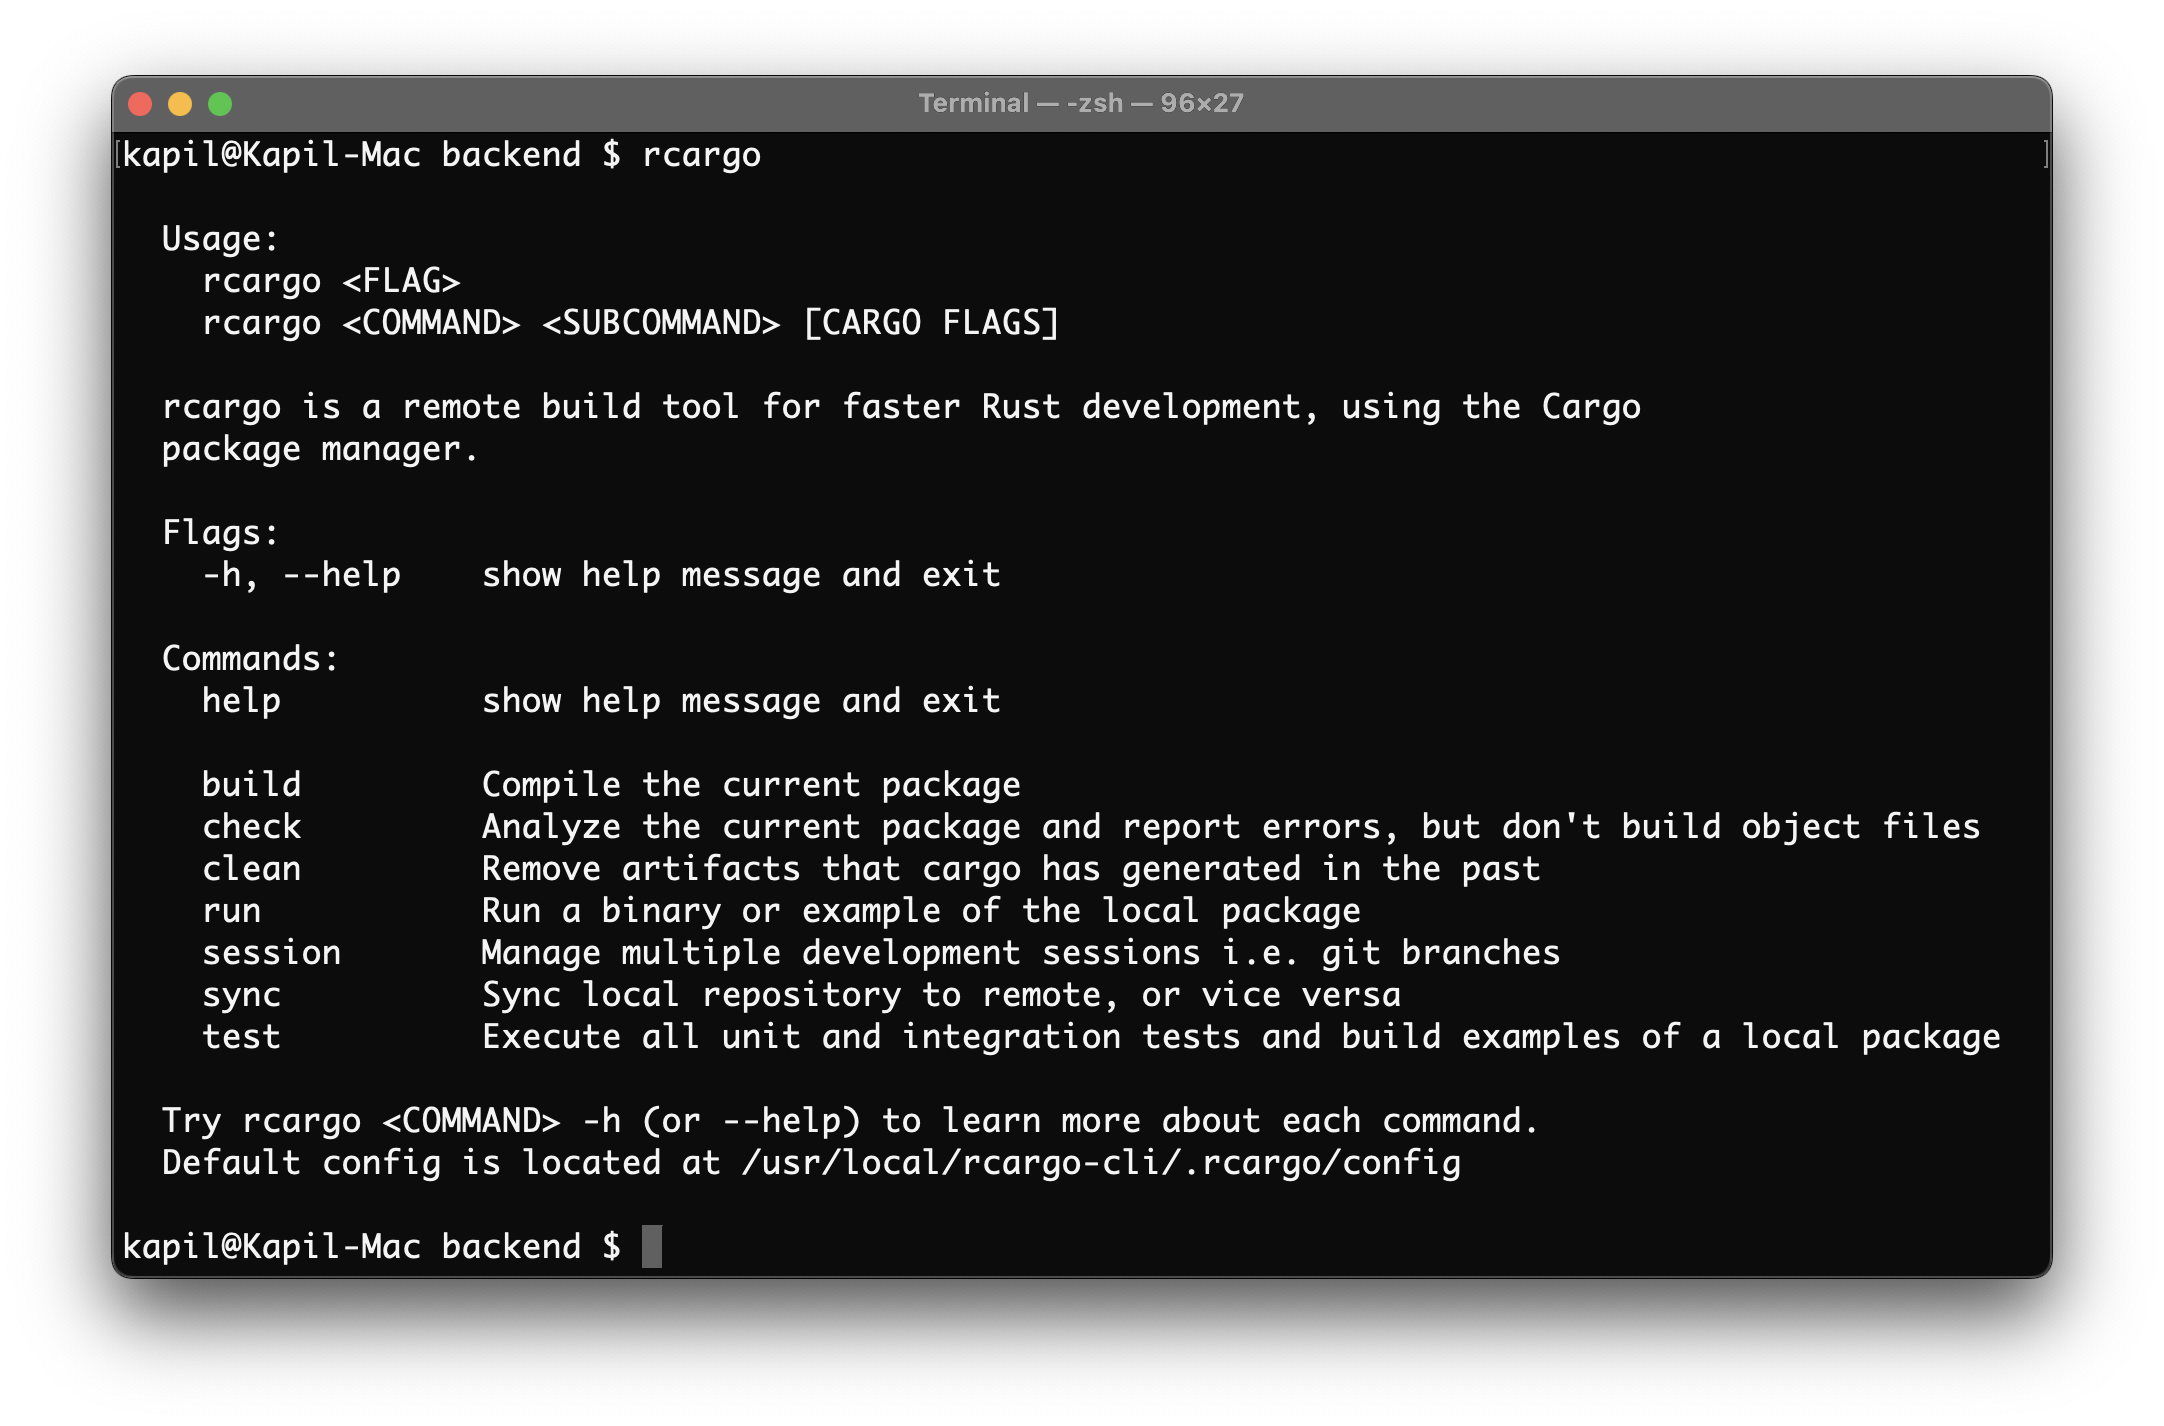 Terminal — -zsh — 96×27
kapil@Kapil-Mac backend $ rcargo
Usage:
rcargo <FLAG>
rcargo <COMMAND> <SUBCOMMAND> [CARGO FLAGS]
rcargo is a remote build tool for faster Rust development, using the Cargo
package manager.
Flags:
-h, --help    show help message and exit
Commands:
help          show help message and exit
build         Compile the current package
check         Analyze the current package and report errors, but don't build object files
clean         Remove artifacts that cargo has generated in the past
run           Run a binary or example of the local package
session       Manage multiple development sessions i.e. git branches
sync          Sync local repository to remote, or vice versa
test          Execute all unit and integration tests and build examples of a local package
Try rcargo <COMMAND> -h (or --help) to learn more about each command.
Default config is located at /usr/local/rcargo-cli/.rcargo/config
kapil@Kapil-Mac backend $